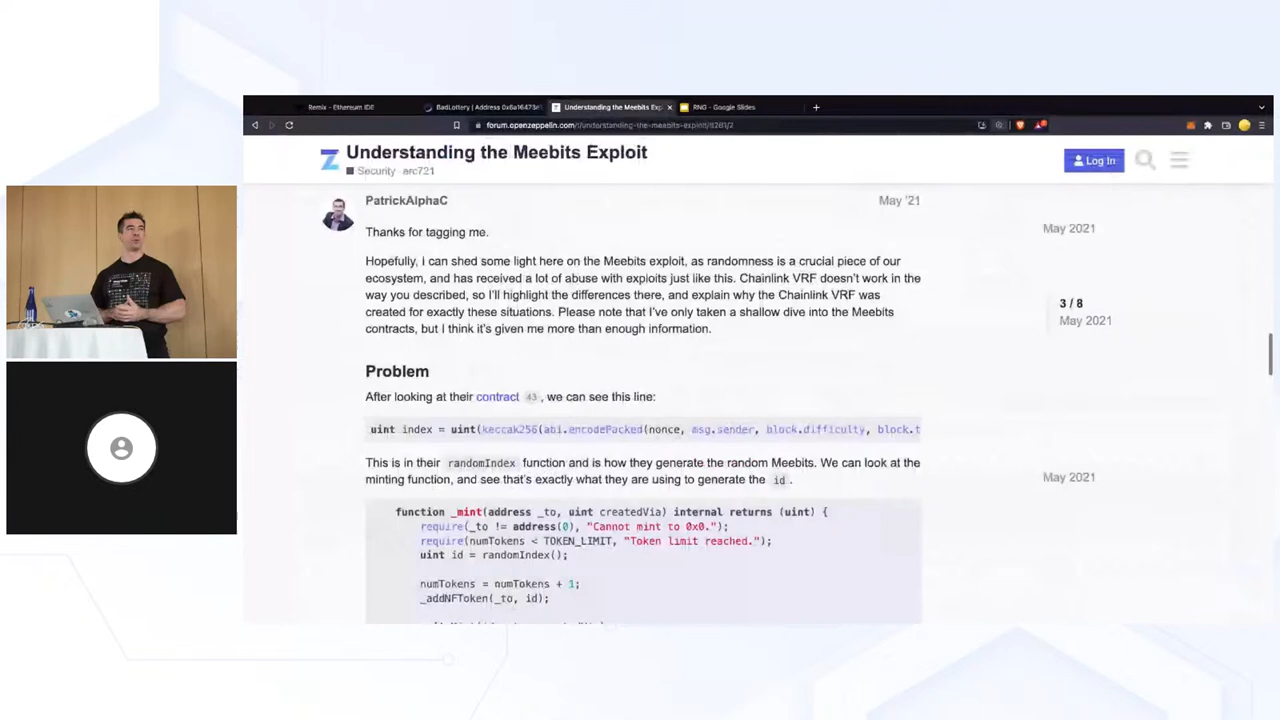 Remix - Ethereum IDE
BadLottery | Address 0x6a16473e
Understanding the Meebits Exp
RNG - Google Slides
forum.openzeppelin.com/t/understanding-the-meebits-exploit/8281/2
Understanding the Meebits Exploit
Security erc721
Log In
PatrickAlphaC
May '21
Thanks for tagging me.
Hopefully, i can shed some light here on the Meebits exploit, as randomness is a crucial piece of our
ecosystem, and has received a lot of abuse with exploits just like this. Chainlink VRF doesn't work in the
way you described, so I'll highlight the differences there, and explain why the Chainlink VRF was
created for exactly these situations. Please note that I've only taken a shallow dive into the Meebits
contracts, but I think it's given me more than enough information.
May 2021
3 / 8
May 2021
Problem
After looking at their contract 43, we can see this line:
uint index = uint(keccak256(abi.encodePacked(nonce, msg.sender, block.difficulty, block.t
This is in their randomIndex function and is how they generate the random Meebits. We can look at the
minting function, and see that's exactly what they are using to generate the id.
May 2021
function _mint(address _to, uint createdVia) internal returns (uint) {
require(_to != address(0), "Cannot mint to 0x0.");
require(numTokens < TOKEN_LIMIT, "Token limit reached.");
uint id = randomIndex();
numTokens = numTokens + 1;
_addNFToken(_to, id);